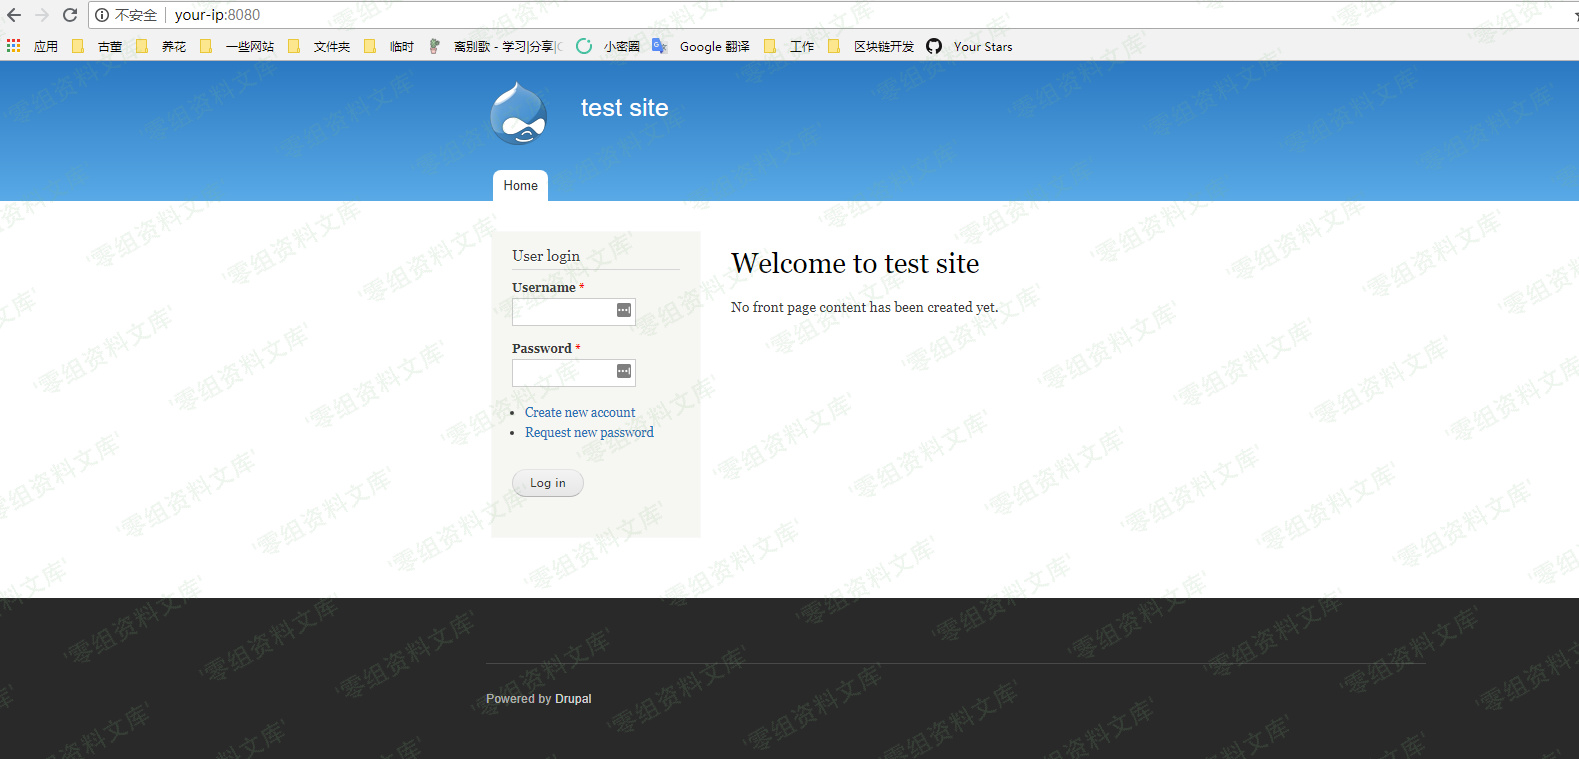 不安全 your-ip:8080
应用 古董 养花 一些网站 文件夹 临时 离别歌 - 学习|分享|C 小密圈 Google 翻译 工作 区块链开发 Your Stars
test site
Home
User login
Username *
Password *
Create new account
Request new password
Log in
Welcome to test site
No front page content has been created yet.
Powered by Drupal
'零组资料文库'